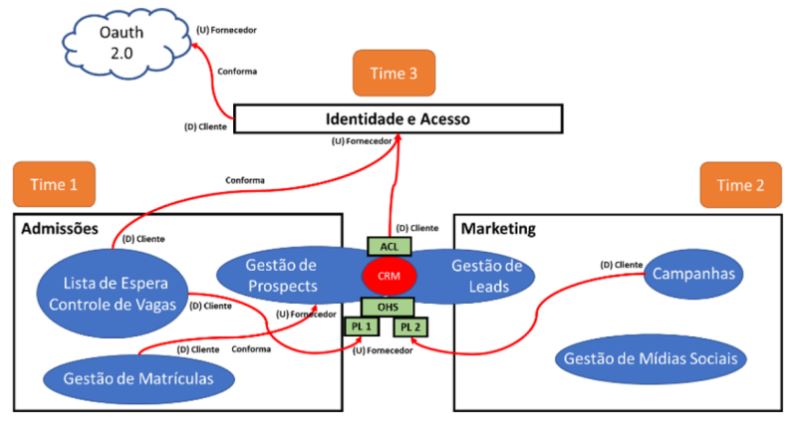 Oauth
2.0
(U) Fornecedor
Conforma
Time 3
(D) Cliente
Identidade e Acesso
(U) Fornecedor
Time 1
Conforma
Time 2
Admissões
(D) Cliente
(D) Cliente
Marketing
ACL
Lista de Espera
Controle de Vagas
Gestão de
Prospects
CRM
Gestão de
Leads
(D) Cliente
Campanhas
(D) Cliente
OHS
(U) Fornecedor
PL 1
PL 2
(D) Cliente
Conforma
(U) Fornecedor
Gestão de Matrículas
Gestão de Mídias Sociais